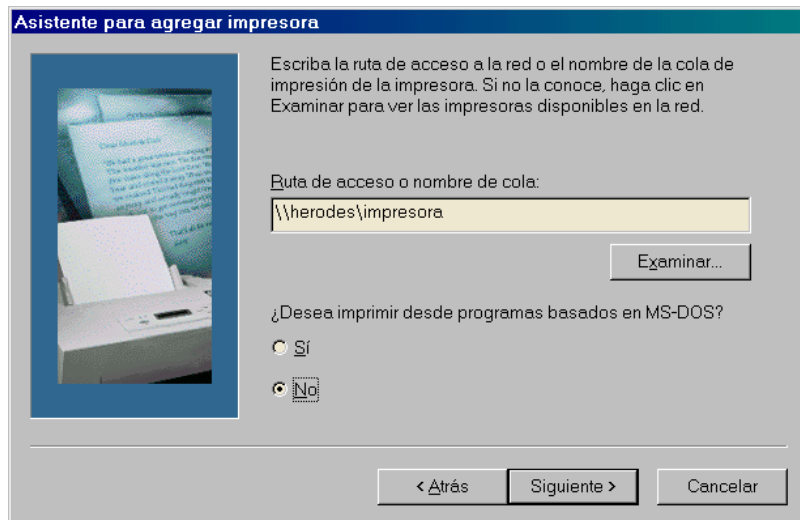 Asistente para agregar impresora
Escriba la ruta de acceso a la red o el nombre de la cola de
impresión de la impresora. Si no la conoce, haga clic en
Examinar para ver las impresoras disponibles en la red.
Ruta de acceso o nombre de cola:
\\herodes\impresora
Examinar...
¿Desea imprimir desde programas basados en MS-DOS?
Sí
No
< Atrás
Siguiente >
Cancelar